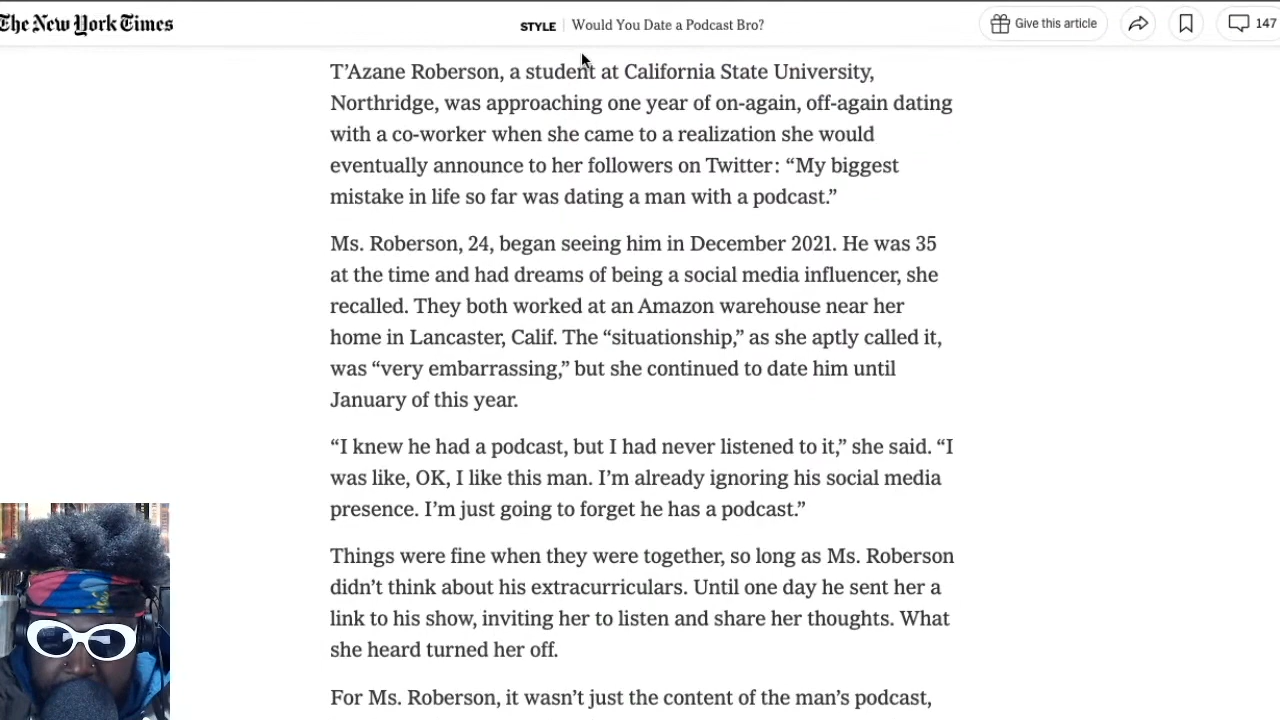 The New York Times
STYLE | Would You Date a Podcast Bro?
Give this article
147
T’Azane Roberson, a student at California State University,
Northridge, was approaching one year of on-again, off-again dating
with a co-worker when she came to a realization she would
eventually announce to her followers on Twitter: “My biggest
mistake in life so far was dating a man with a podcast.”
Ms. Roberson, 24, began seeing him in December 2021. He was 35
at the time and had dreams of being a social media influencer, she
recalled. They both worked at an Amazon warehouse near her
home in Lancaster, Calif. The “situationship,” as she aptly called it,
was “very embarrassing,” but she continued to date him until
January of this year.
“I knew he had a podcast, but I had never listened to it,” she said. “I
was like, OK, I like this man. I’m already ignoring his social media
presence. I’m just going to forget he has a podcast.”
Things were fine when they were together, so long as Ms. Roberson
didn’t think about his extracurriculars. Until one day he sent her a
link to his show, inviting her to listen and share her thoughts. What
she heard turned her off.
For Ms. Roberson, it wasn’t just the content of the man’s podcast,